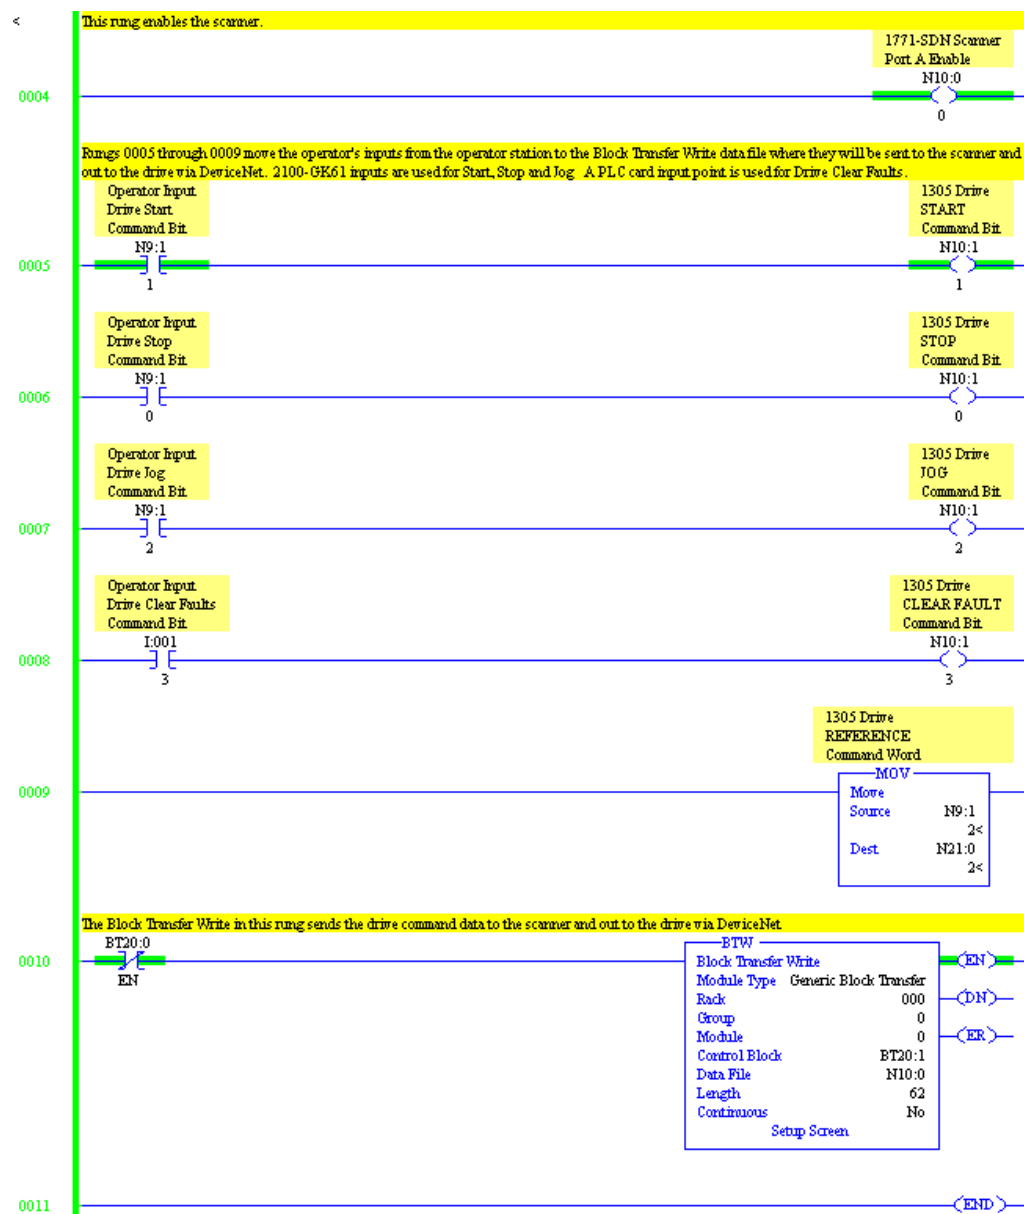 <
This rung enables the scanner.
1771-SDN Scanner
Port A Enable
N10:0
0004
0
Rungs 0005 through 0009 move the operator's inputs from the operator station to the Block Transfer Write data file where they will be sent to the scanner and
out to the drive via DeviceNet. 2100-GK61 inputs are used for Start, Stop and Jog A PLC card input point is used for Drive Clear Faults.
Operator Input 1305 Drive
Drive Start START
Command Bit Command Bit
N9:1 N10:1
0005
1 1
Operator Input 1305 Drive
Drive Stop STOP
Command Bit Command Bit
N9:1 N10:1
0006
0 0
Operator Input 1305 Drive
Drive Jog JOG
Command Bit Command Bit
N9:1 N10:1
0007
2 2
Operator Input 1305 Drive
Drive Clear Faults CLEAR FAULT
Command Bit Command Bit
I:001 N10:1
0008
3 3
1305 Drive
REFERENCE
Command Word
MOV
0009 Move
Source N9:1
2<
Dest N21:0
2<
The Block Transfer Write in this rung sends the drive command data to the scanner and out to the drive via DeviceNet
BT20:0 BTW
0010 Block Transfer Write EN
EN Module Type Generic Block Transfer
Rack 000 DN
Group 0
Module 0 ER
Control Block BT20:1
Data File N10:0
Length 62
Continuous No
Setup Screen
0011 END